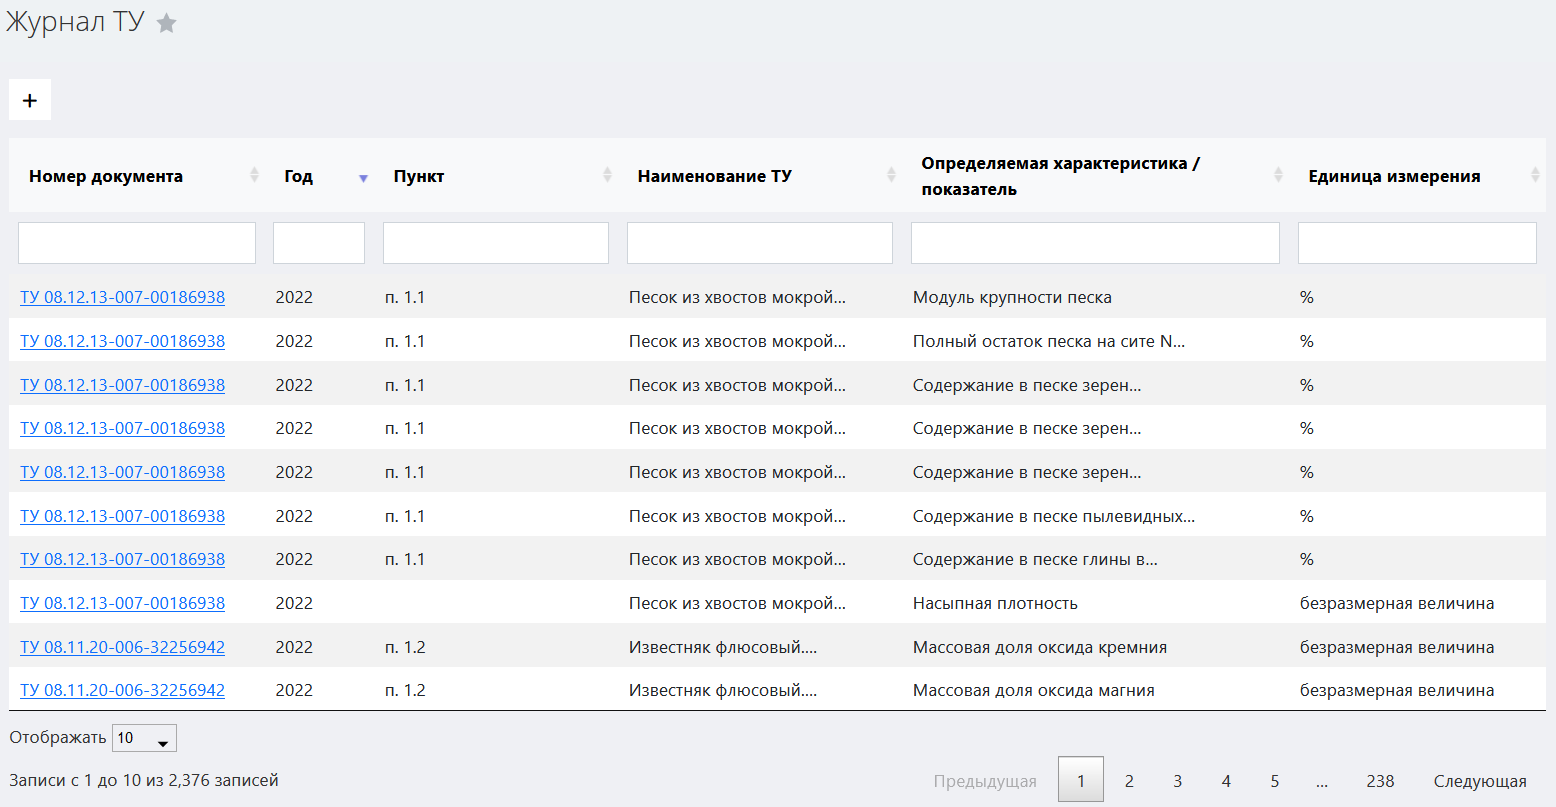 Журнал ТУ
+
Номер документа Год Пункт Наименование ТУ Определяемая характеристика / показатель Единица измерения
ТУ 08.12.13-007-00186938 2022 п. 1.1 Песок из хвостов мокрой... Модуль крупности песка %
ТУ 08.12.13-007-00186938 2022 п. 1.1 Песок из хвостов мокрой... Полный остаток песка на сите N... %
ТУ 08.12.13-007-00186938 2022 п. 1.1 Песок из хвостов мокрой... Содержание в песке зерен... %
ТУ 08.12.13-007-00186938 2022 п. 1.1 Песок из хвостов мокрой... Содержание в песке зерен... %
ТУ 08.12.13-007-00186938 2022 п. 1.1 Песок из хвостов мокрой... Содержание в песке зерен... %
ТУ 08.12.13-007-00186938 2022 п. 1.1 Песок из хвостов мокрой... Содержание в песке пылевидных... %
ТУ 08.12.13-007-00186938 2022 п. 1.1 Песок из хвостов мокрой... Содержание в песке глины в... %
ТУ 08.12.13-007-00186938 2022 Песок из хвостов мокрой... Насыпная плотность безразмерная величина
ТУ 08.11.20-006-32256942 2022 п. 1.2 Известняк флюсовый.... Массовая доля оксида кремния безразмерная величина
ТУ 08.11.20-006-32256942 2022 п. 1.2 Известняк флюсовый.... Массовая доля оксида магния безразмерная величина
Отображать 10
Записи с 1 до 10 из 2,376 записей Предыдущая 1 2 3 4 5 ... 238 Следующая